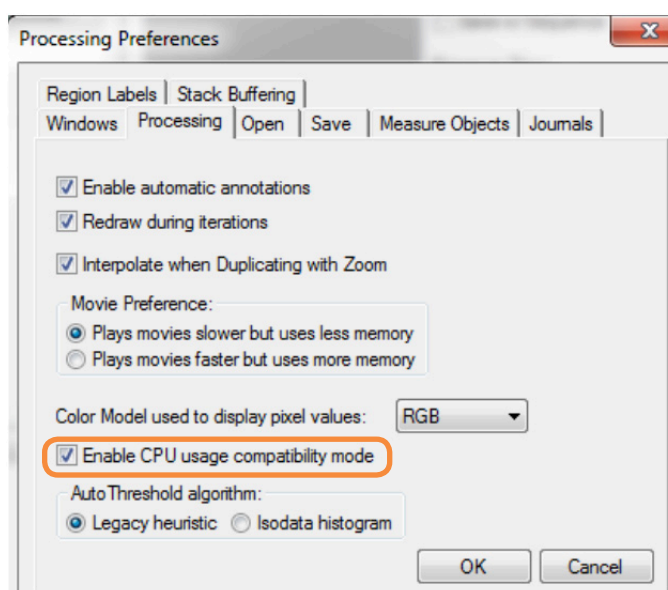 Processing Preferences
Region Labels Stack Buffering
Windows Processing Open Save Measure Objects Journals
Enable automatic annotations
Redraw during iterations
Interpolate when Duplicating with Zoom
Movie Preference:
Plays movies slower but uses less memory
Plays movies faster but uses more memory
Color Model used to display pixel values: RGB
Enable CPU usage compatibility mode
Auto Threshold algorithm:
Legacy heuristic Isodata histogram
OK Cancel